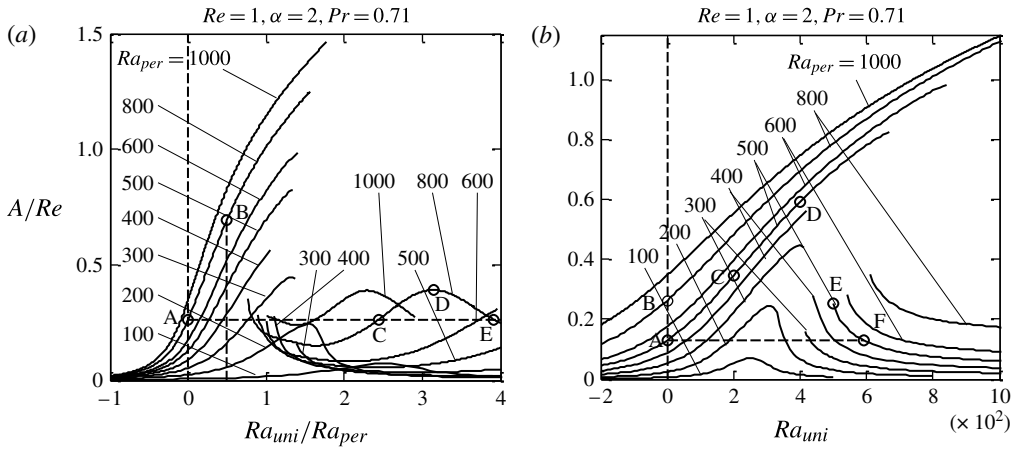 (a)
Re = 1, α = 2, Pr = 0.71
1.5
1.0
0.5
0
A/Re
Ra_per = 1000
800
600
500
400
300
200
100
A
B
1000
800
600
300
400
500
C
D
E
−1
0
1
2
3
4
Ra_uni/Ra_per
(b)
Re = 1, α = 2, Pr = 0.71
1.0
0.8
0.6
0.4
0.2
0
Ra_per = 1000
800
600
500
400
300
200
100
A
B
C
D
E
F
−2
0
2
4
6
8
10
(× 10²)
Ra_uni